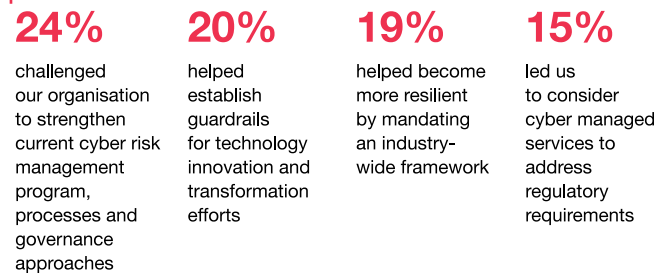 24%
challenged
our organisation
to strengthen
current cyber risk
management
program,
processes and
governance
approaches
20%
helped
establish
guardrails
for technology
innovation and
transformation
efforts
19%
helped become
more resilient
by mandating
an industry-
wide framework
15%
led us
to consider
cyber managed
services to
address
regulatory
requirements